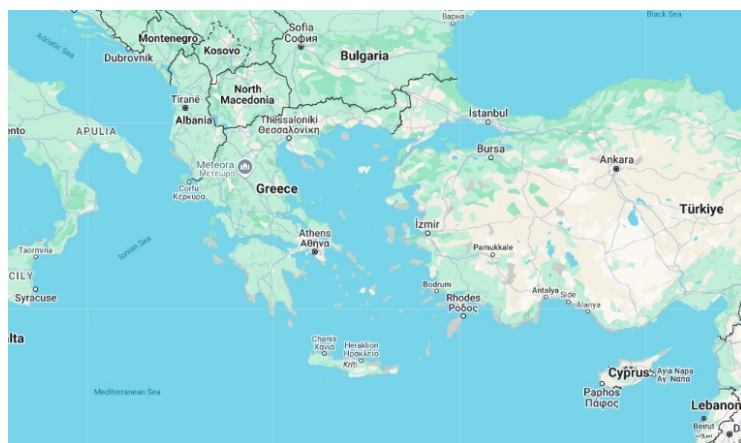 Black Sea
Варна
Sofia
София
Adriatic Sea
Montenegro
Kosovo
Dubrovnik
Bulgaria
North
Macedonia
Tiranë
Albania
Thessaloniki
Θεσσαλονίκη
İstanbul
Bursa
Ankara
ento
APULIA
Meteora
Μετέωρα
Corfu
Κέρκυρα
Greece
Türkiye
Athens
Αθήνα
İzmir
Pamukkale
Ionian Sea
Taormina
CILY
Syracuse
Bodrum
Rhodes
Ρόδος
Antalya
Side
Alanya
lta
Chania
Χανιά
Heraklion
Ηράκλειο
Kriti
Cyprus
Ayia Napa
Αγ. Νάπα
Paphos
Πάφος
Mediterranean Sea
Lebanon
Beirut
بيروت
D